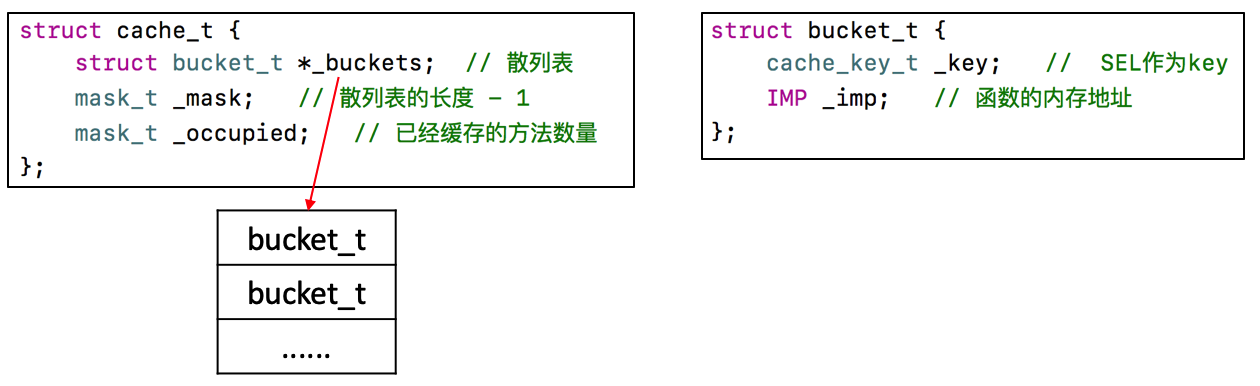 struct cache_t {
struct bucket_t *_buckets; // 散列表
mask_t _mask; // 散列表的长度 – 1
mask_t _occupied; // 已经缓存的方法数量
};
bucket_t
bucket_t
......
struct bucket_t {
cache_key_t _key; // SEL作为key
IMP _imp; // 函数的内存地址
};